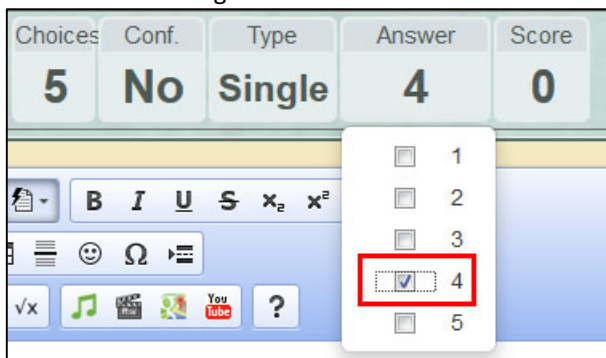 Choices Conf. Type Answer Score
5 No Single 4 0
1
B I U S x₂ x² 2
3
Ω
4
√x You Tube ?
5